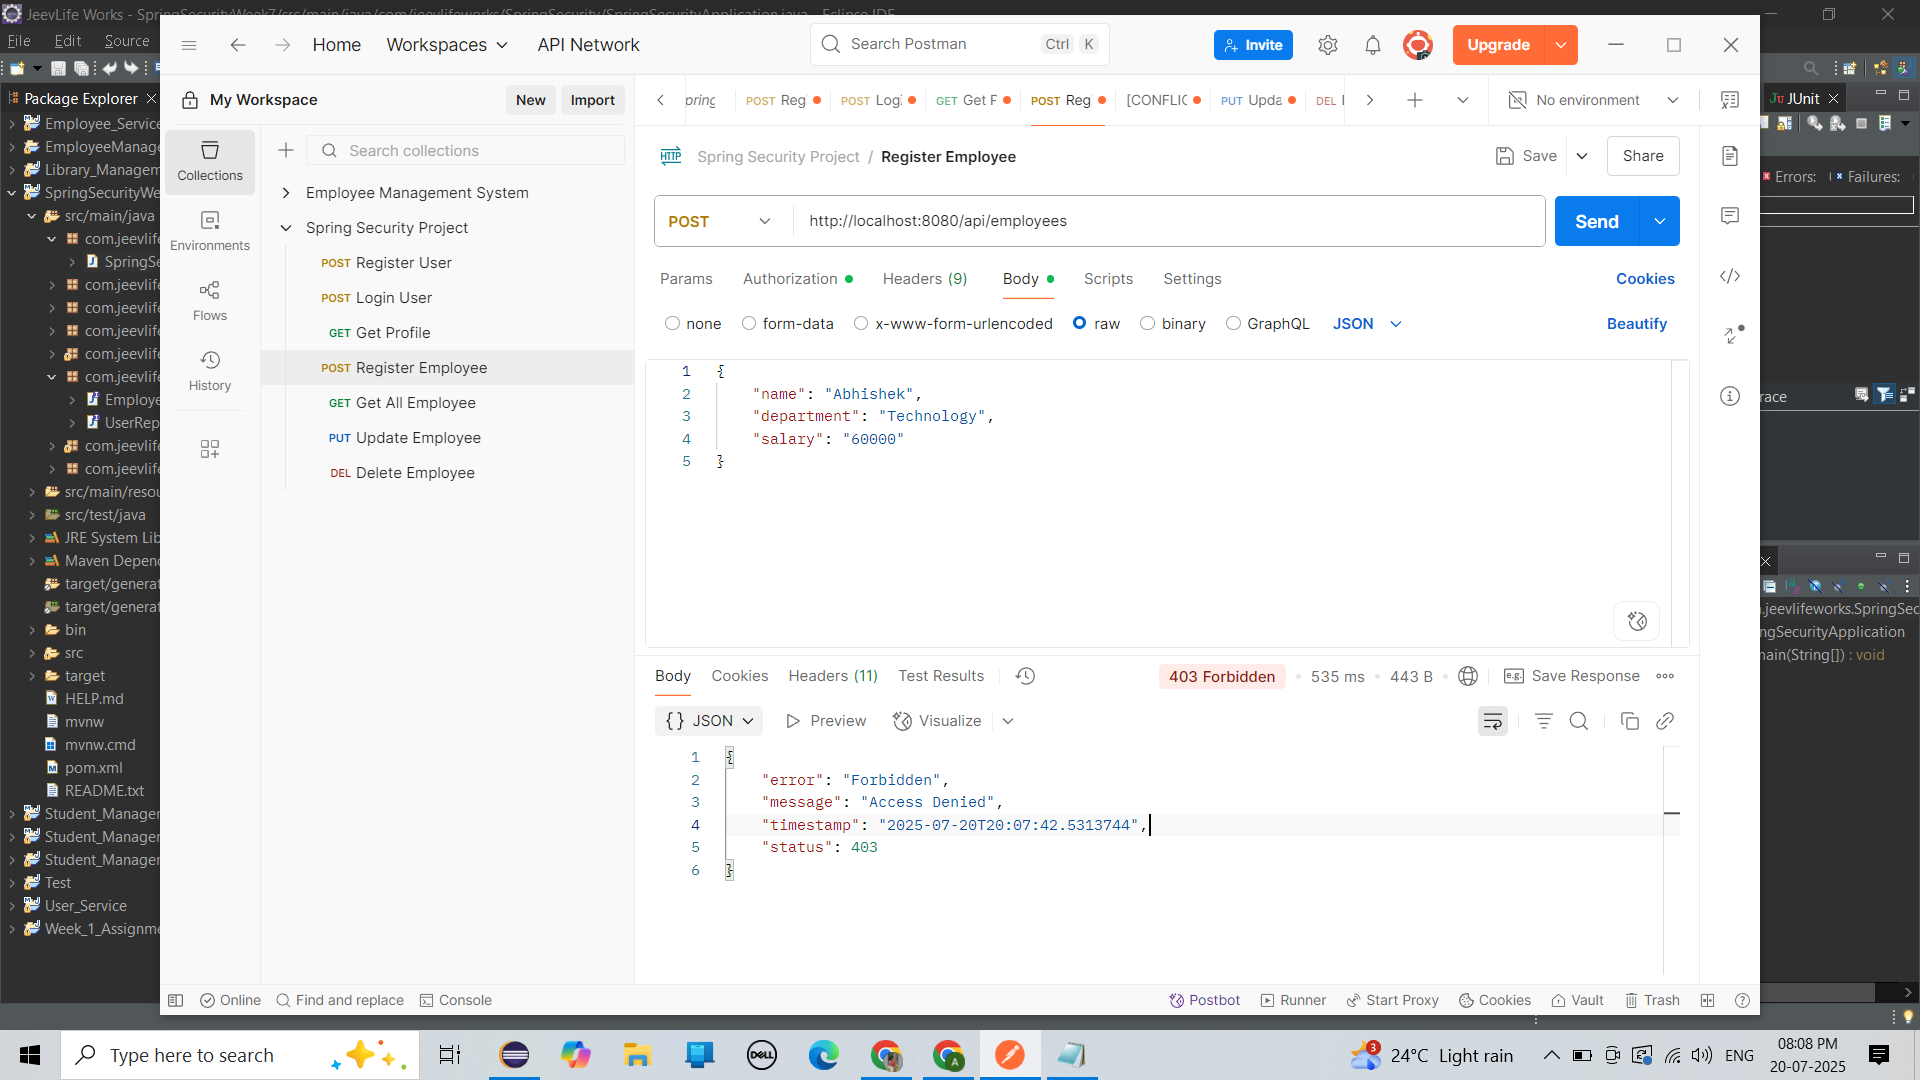 JeevLife Works - SpringSecurityWeek7/src/main/java/com/jeevlifeworks/SpringSecurity/SpringSecurityApplication.java - Eclipse IDE
File Edit Source
Home Workspaces API Network
Search Postman Ctrl K
Invite
Upgrade
Package Explorer
Employee_Service
EmployeeManage
Library_Managem
SpringSecurityWe
src/main/java
com.jeevlife
SpringSe
com.jeevlife
com.jeevlife
com.jeevlife
com.jeevlife
com.jeevlife
Employe
UserRep
com.jeevlife
com.jeevlife
src/main/resou
src/test/java
JRE System Lib
Maven Depend
target/generat
target/generat
bin
src
target
HELP.md
mvnw
mvnw.cmd
pom.xml
README.txt
Student_Manager
Student_Manager
Student_Manager
Test
User_Service
Week_1_Assignme
My Workspace New Import
Collections
Environments
Flows
History
Search collections
Employee Management System
Spring Security Project
POST Register User
POST Login User
GET Get Profile
POST Register Employee
GET Get All Employee
PUT Update Employee
DEL Delete Employee
pring POST Reg POST Log GET Get F POST Reg [CONFLIC PUT Upda DEL No environment
HTTP Spring Security Project / Register Employee Save Share
POST http://localhost:8080/api/employees Send
Params Authorization Headers (9) Body Scripts Settings Cookies
none form-data x-www-form-urlencoded raw binary GraphQL JSON Beautify
1 {
2 "name": "Abhishek",
3 "department": "Technology",
4 "salary": "60000"
5 }
Body Cookies Headers (11) Test Results 403 Forbidden 535 ms 443 B e.g. Save Response
{} JSON Preview Visualize
1 {
2 "error": "Forbidden",
3 "message": "Access Denied",
4 "timestamp": "2025-07-20T20:07:42.5313744",
5 "status": 403
6 }
Online Find and replace Console Postbot Runner Start Proxy Cookies Vault Trash
Ju JUnit
Errors: Failures:
race
.jeevlifeworks.SpringSec
ngSecurityApplication
nain(String[]) : void
Type here to search
DELL
3
24°C Light rain
ENG
08:08 PM
20-07-2025